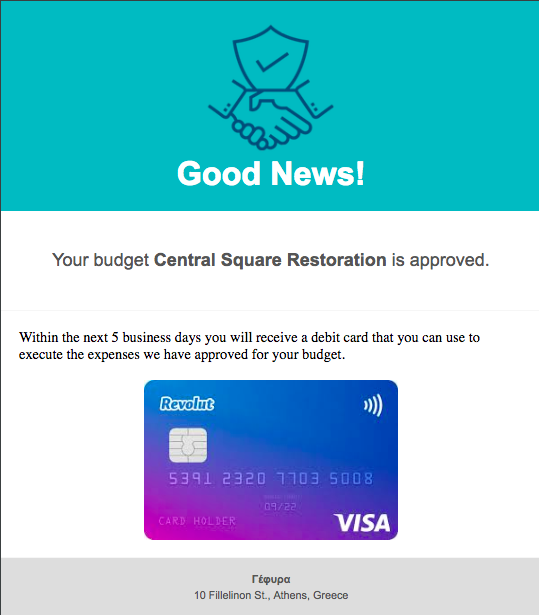 Good News!
Your budget Central Square Restoration is approved.
Within the next 5 business days you will receive a debit card that you can use to
execute the expenses we have approved for your budget.
Revolut
5391 2320 7703 5008
09/22
CARD HOLDER
VISA
Γέφυρα
10 Fillelinon St., Athens, Greece